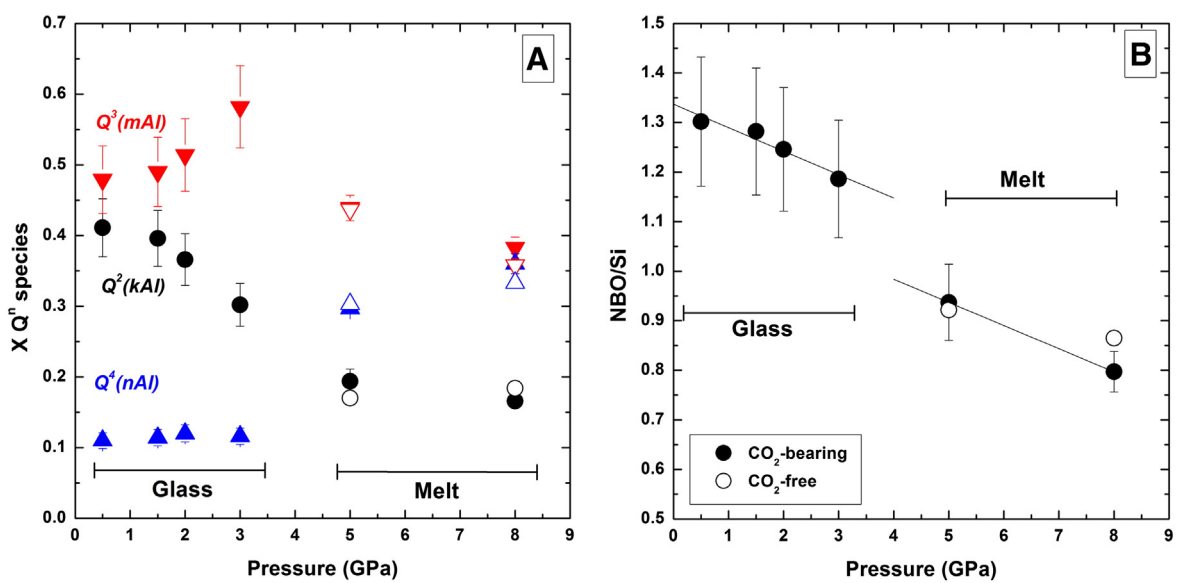 A
0.7
0.6
0.5
0.4
0.3
0.2
0.1
0.0
X Qⁿ species
Q³(mAl)
Q²(kAl)
Q⁴(nAl)
Glass
Melt
0 1 2 3 4 5 6 7 8 9
Pressure (GPa)
B
1.5
1.4
1.3
1.2
1.1
1.0
0.9
0.8
0.7
0.6
0.5
NBO/Si
Melt
Glass
CO₂-bearing
CO₂-free
0 1 2 3 4 5 6 7 8 9
Pressure (GPa)